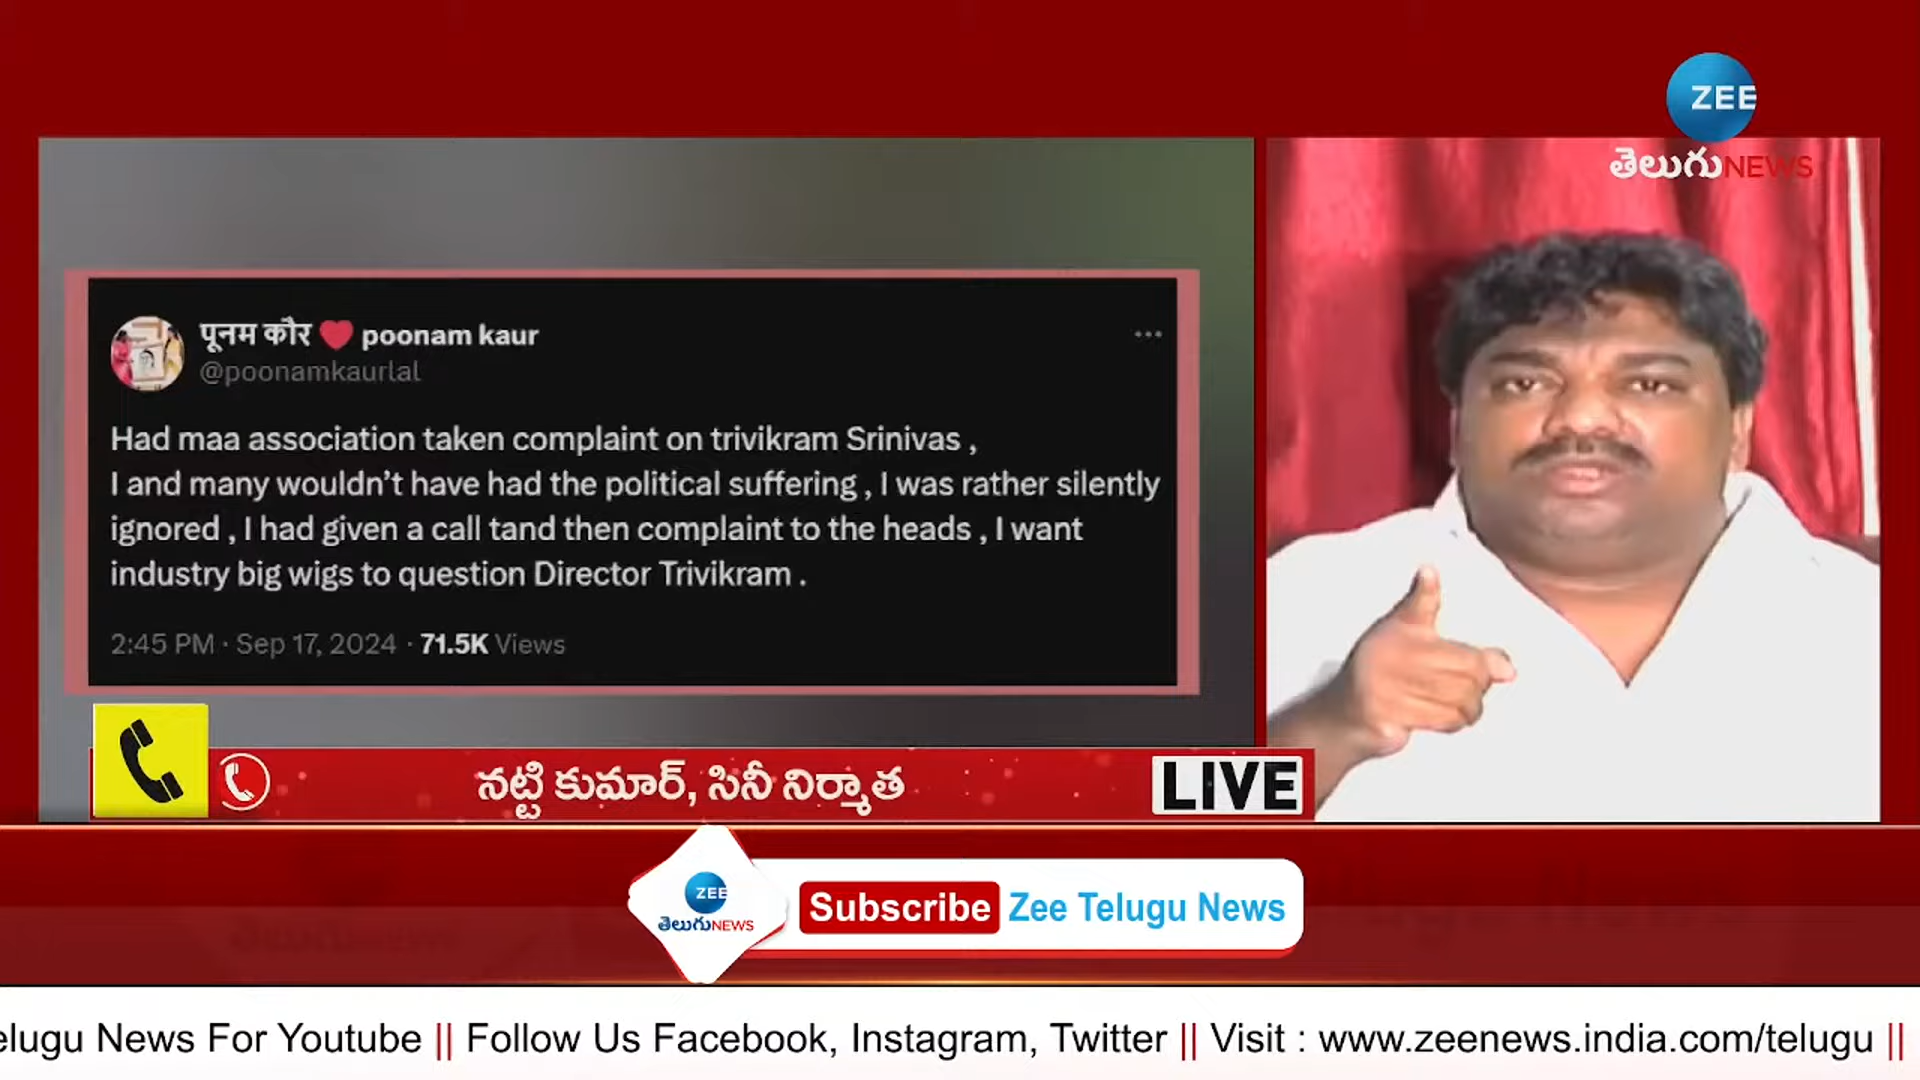 ZEE
తెలుగు NEWS
पूनम कौर ❤️ poonam kaur
@poonamkaurlal
Had maa association taken complaint on trivikram Srinivas ,
I and many wouldn’t have had the political suffering , I was rather silently
ignored , I had given a call tand then complaint to the heads , I want
industry big wigs to question Director Trivikram .
2:45 PM · Sep 17, 2024 · 71.5K Views
నట్టి కుమార్, సినీ నిర్మాత
LIVE
ZEE
తెలుగు NEWS
Subscribe Zee Telugu News
elugu News For Youtube || Follow Us Facebook, Instagram, Twitter || Visit : www.zeenews.india.com/telugu ||